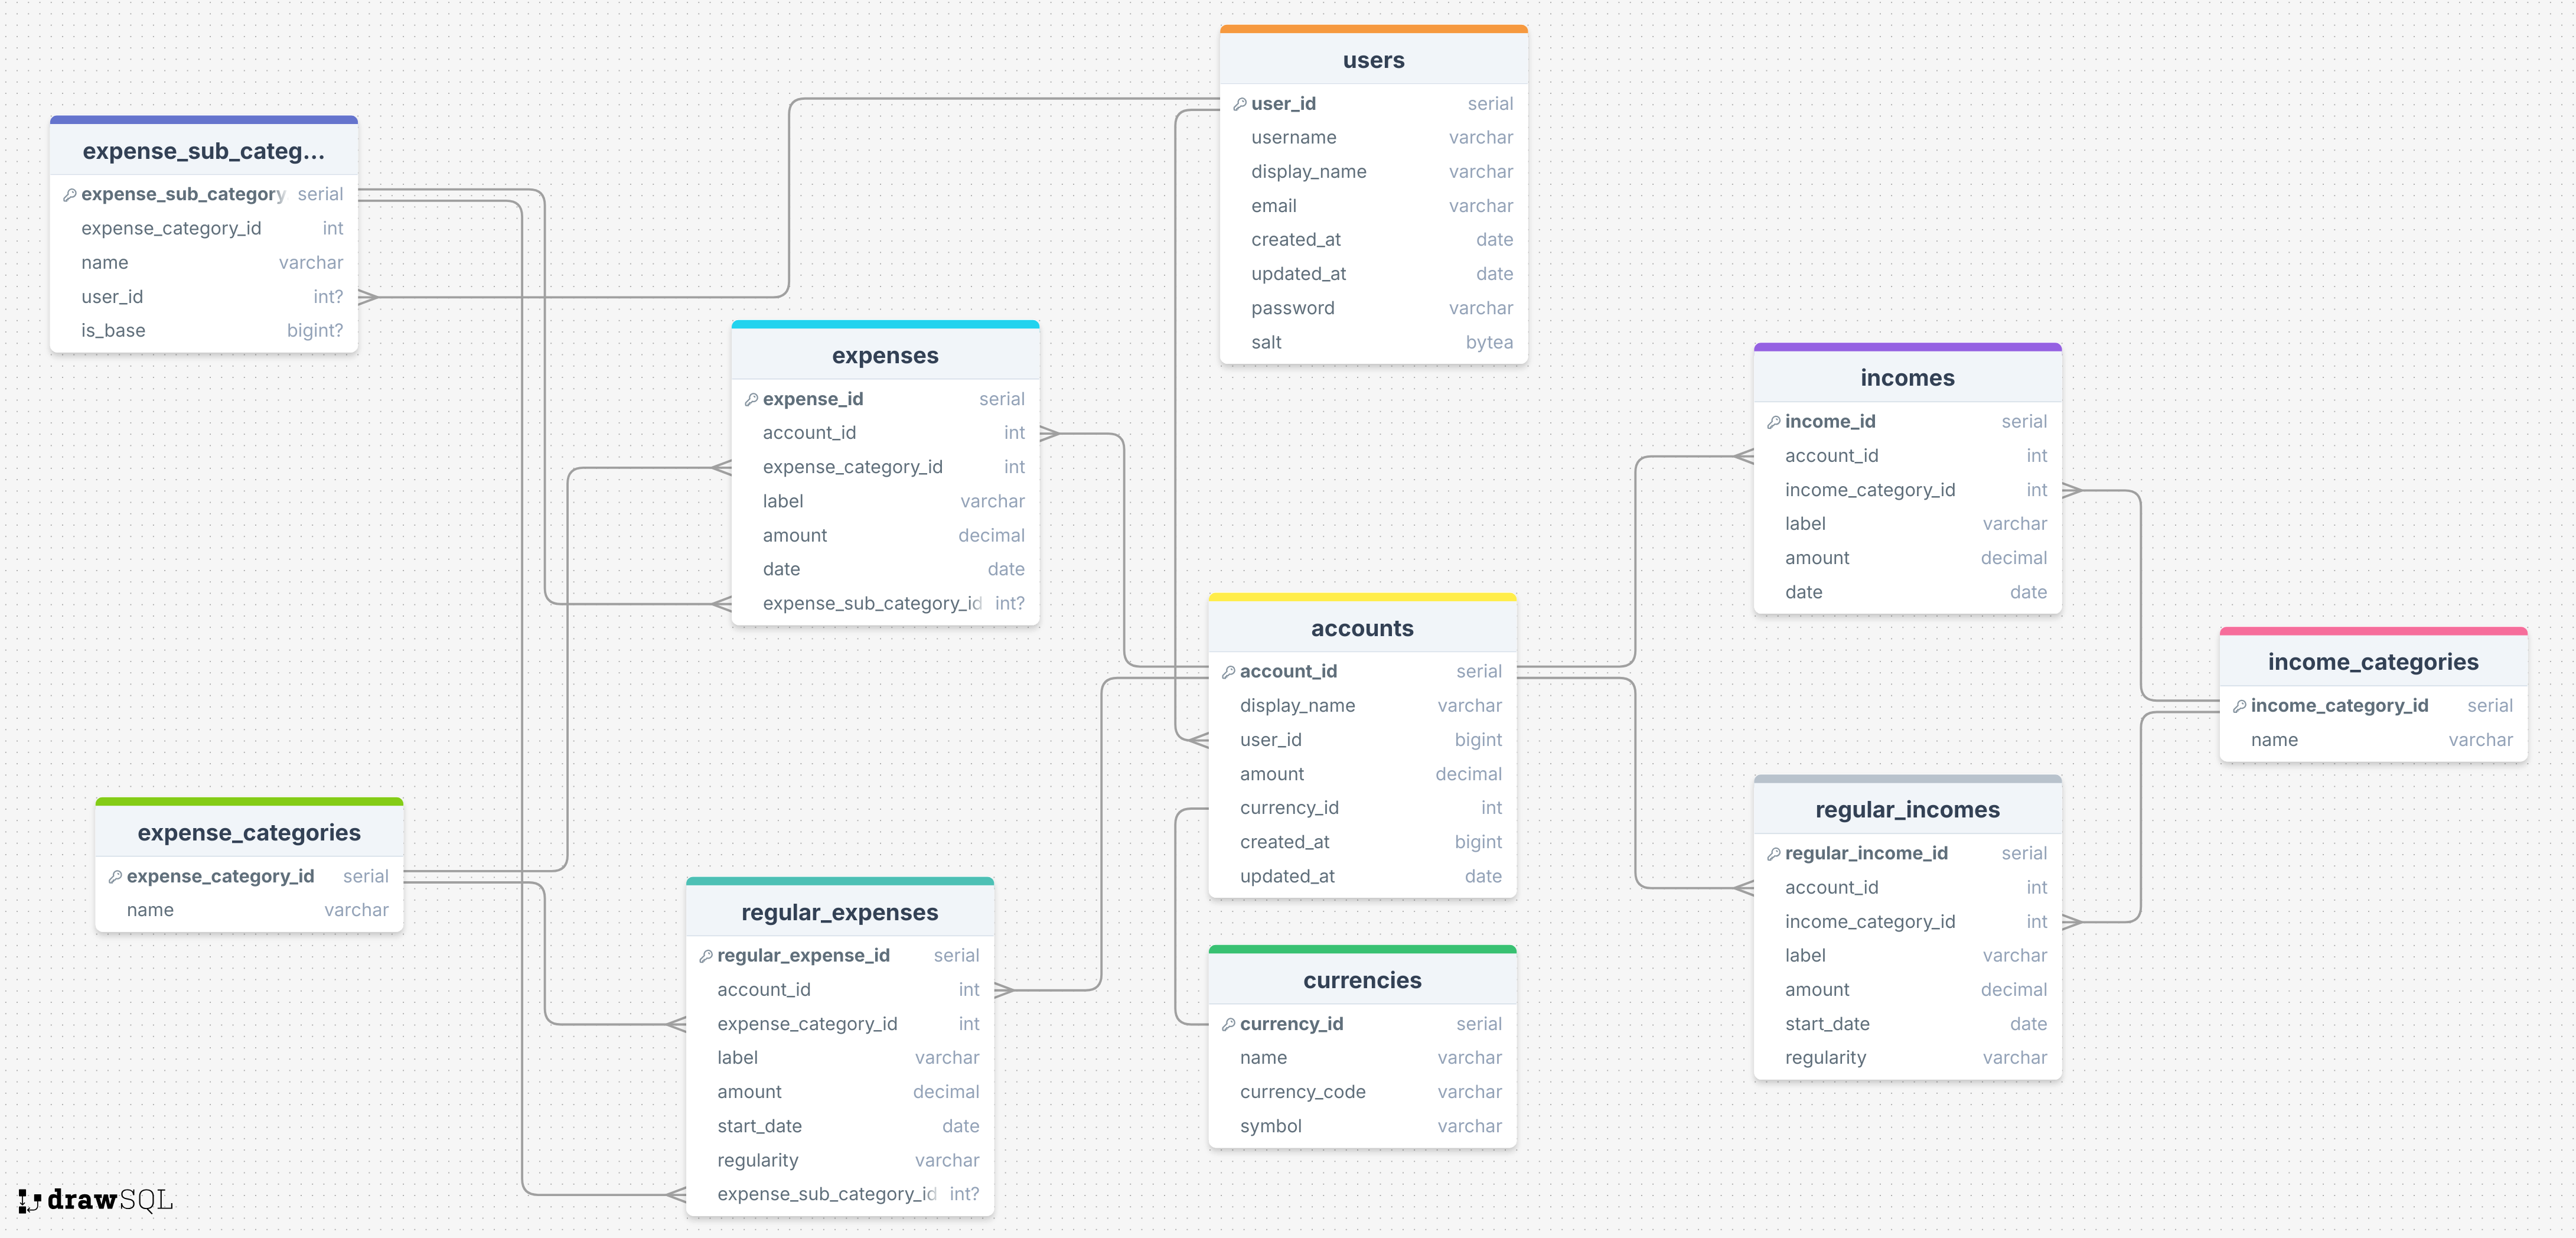 users
user_id serial
username varchar
display_name varchar
email varchar
created_at date
updated_at date
password varchar
salt bytea
expense_sub_categ...
expense_sub_category serial
expense_category_id int
name varchar
user_id int?
is_base bigint?
expenses
expense_id serial
account_id int
expense_category_id int
label varchar
amount decimal
date date
expense_sub_category_id int?
incomes
income_id serial
account_id int
income_category_id int
label varchar
amount decimal
date date
accounts
account_id serial
display_name varchar
user_id bigint
amount decimal
currency_id int
created_at bigint
updated_at date
income_categories
income_category_id serial
name varchar
expense_categories
expense_category_id serial
name varchar
regular_expenses
regular_expense_id serial
account_id int
expense_category_id int
label varchar
amount decimal
start_date date
regularity varchar
expense_sub_category_id int?
currencies
currency_id serial
name varchar
currency_code varchar
symbol varchar
regular_incomes
regular_income_id serial
account_id int
income_category_id int
label varchar
amount decimal
start_date date
regularity varchar
drawSQL